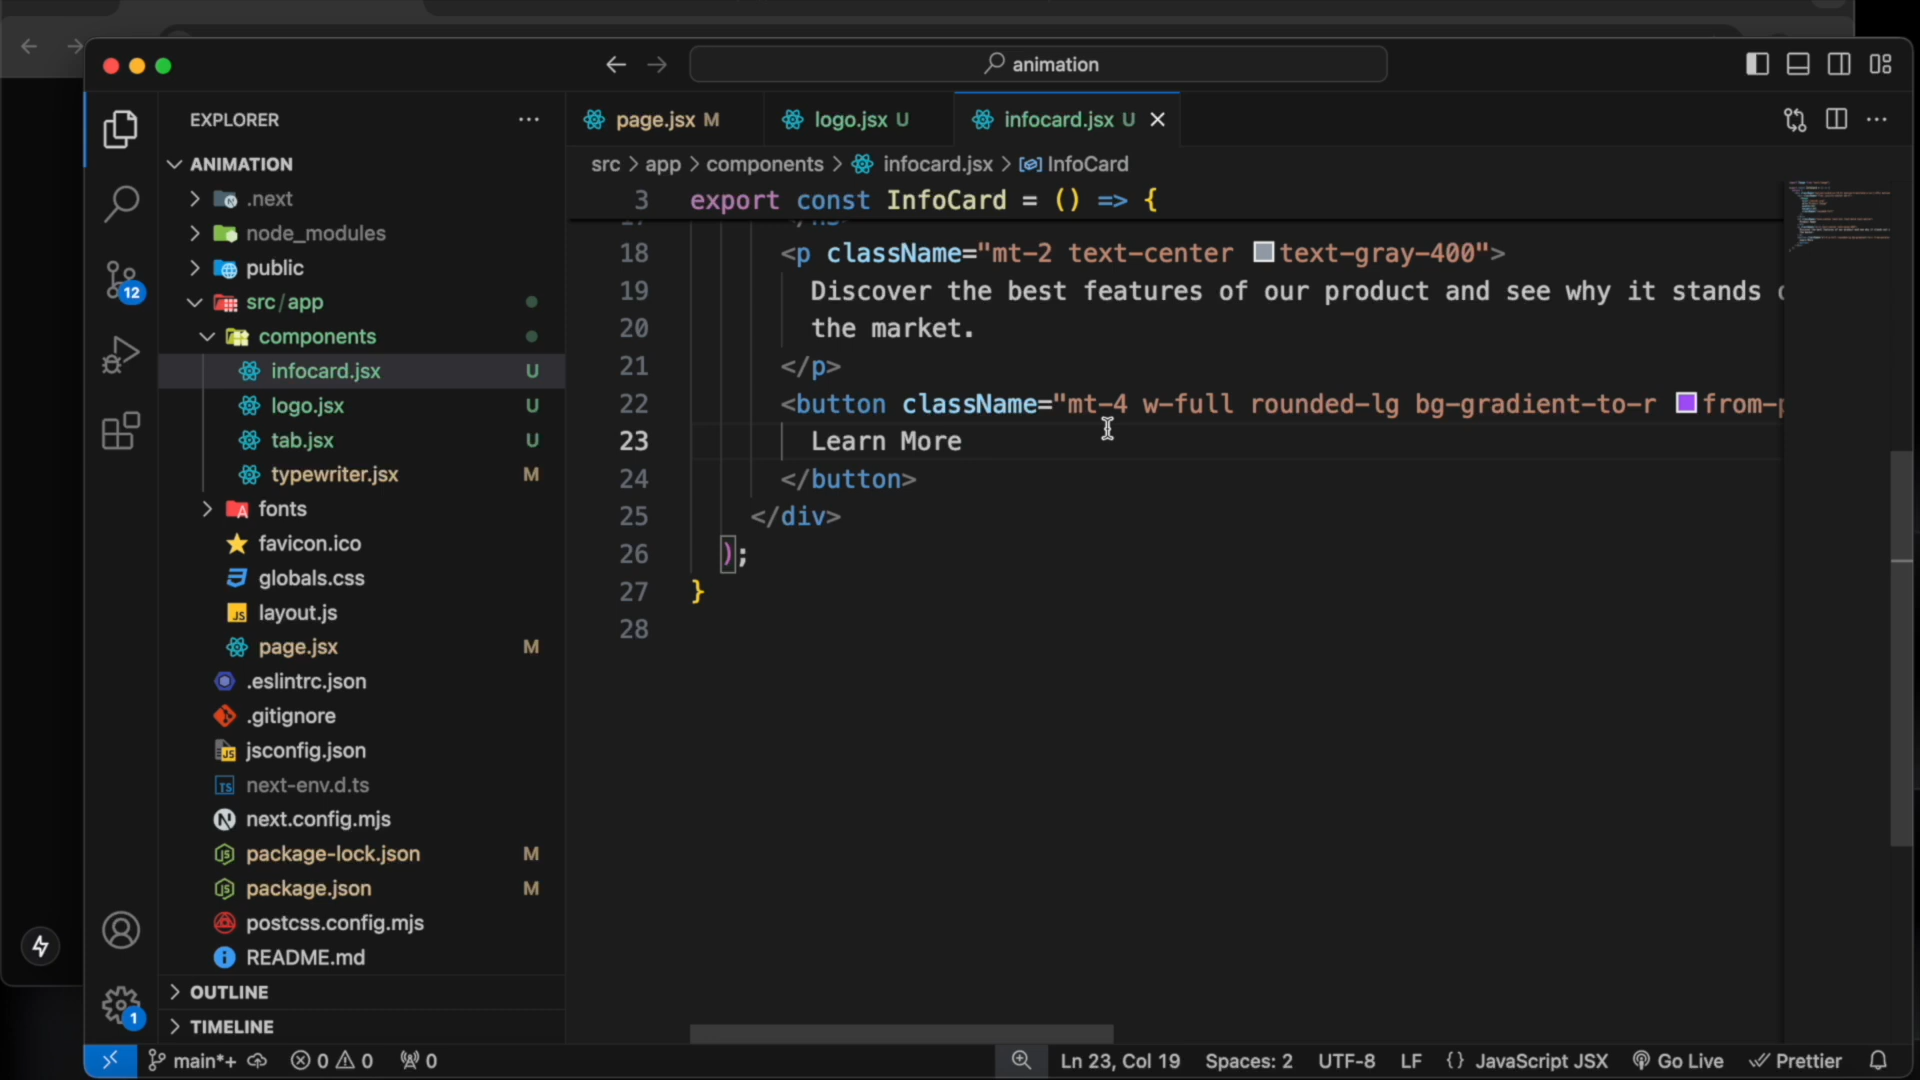 animation
EXPLORER
page.jsx M
logo.jsx U
infocard.jsx U
src > app > components > infocard.jsx > InfoCard
ANIMATION
.next
node_modules
public
src/app
components
infocard.jsx U
logo.jsx U
tab.jsx U
typewriter.jsx M
fonts
favicon.ico
globals.css
layout.js
page.jsx M
.eslintrc.json
.gitignore
jsconfig.json
next-env.d.ts
next.config.mjs
package-lock.json M
package.json M
postcss.config.mjs
README.md
OUTLINE
TIMELINE
12
1
3 export const InfoCard = () => {
18 <p className="mt-2 text-center text-gray-400">
19 Discover the best features of our product and see why it stands
20 the market.
21 </p>
22 <button className="mt-4 w-full rounded-lg bg-gradient-to-r from-
23 Learn More
24 </button>
25 </div>
26 );
27 }
28
main*+ 0 0 0 Ln 23, Col 19 Spaces: 2 UTF-8 LF {} JavaScript JSX Go Live Prettier